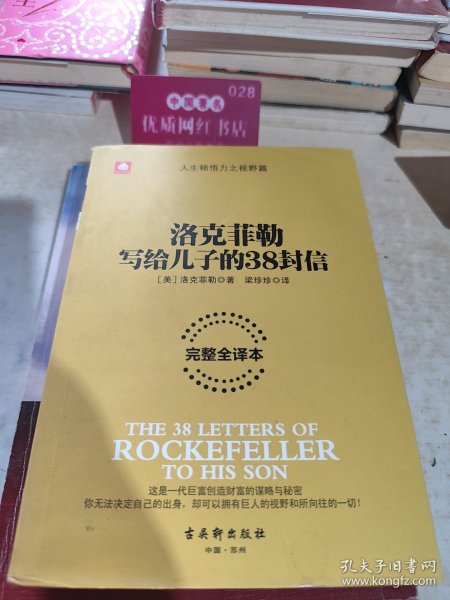 028
中国著名
优质网红书店
人生顿悟力之视野篇
洛克菲勒
写给儿子的38封信
[美]洛克菲勒◎著 梁珍珍◎译
完整全译本
THE 38 LETTERS OF
ROCKEFELLER
TO HIS SON
这是一代巨富创造财富的谋略与秘密
你无法决定自己的出身，却可以拥有巨人的视野和所向往的一切！
古吴轩出版社
中国·苏州
孔夫子旧书网
www.kongfz.com